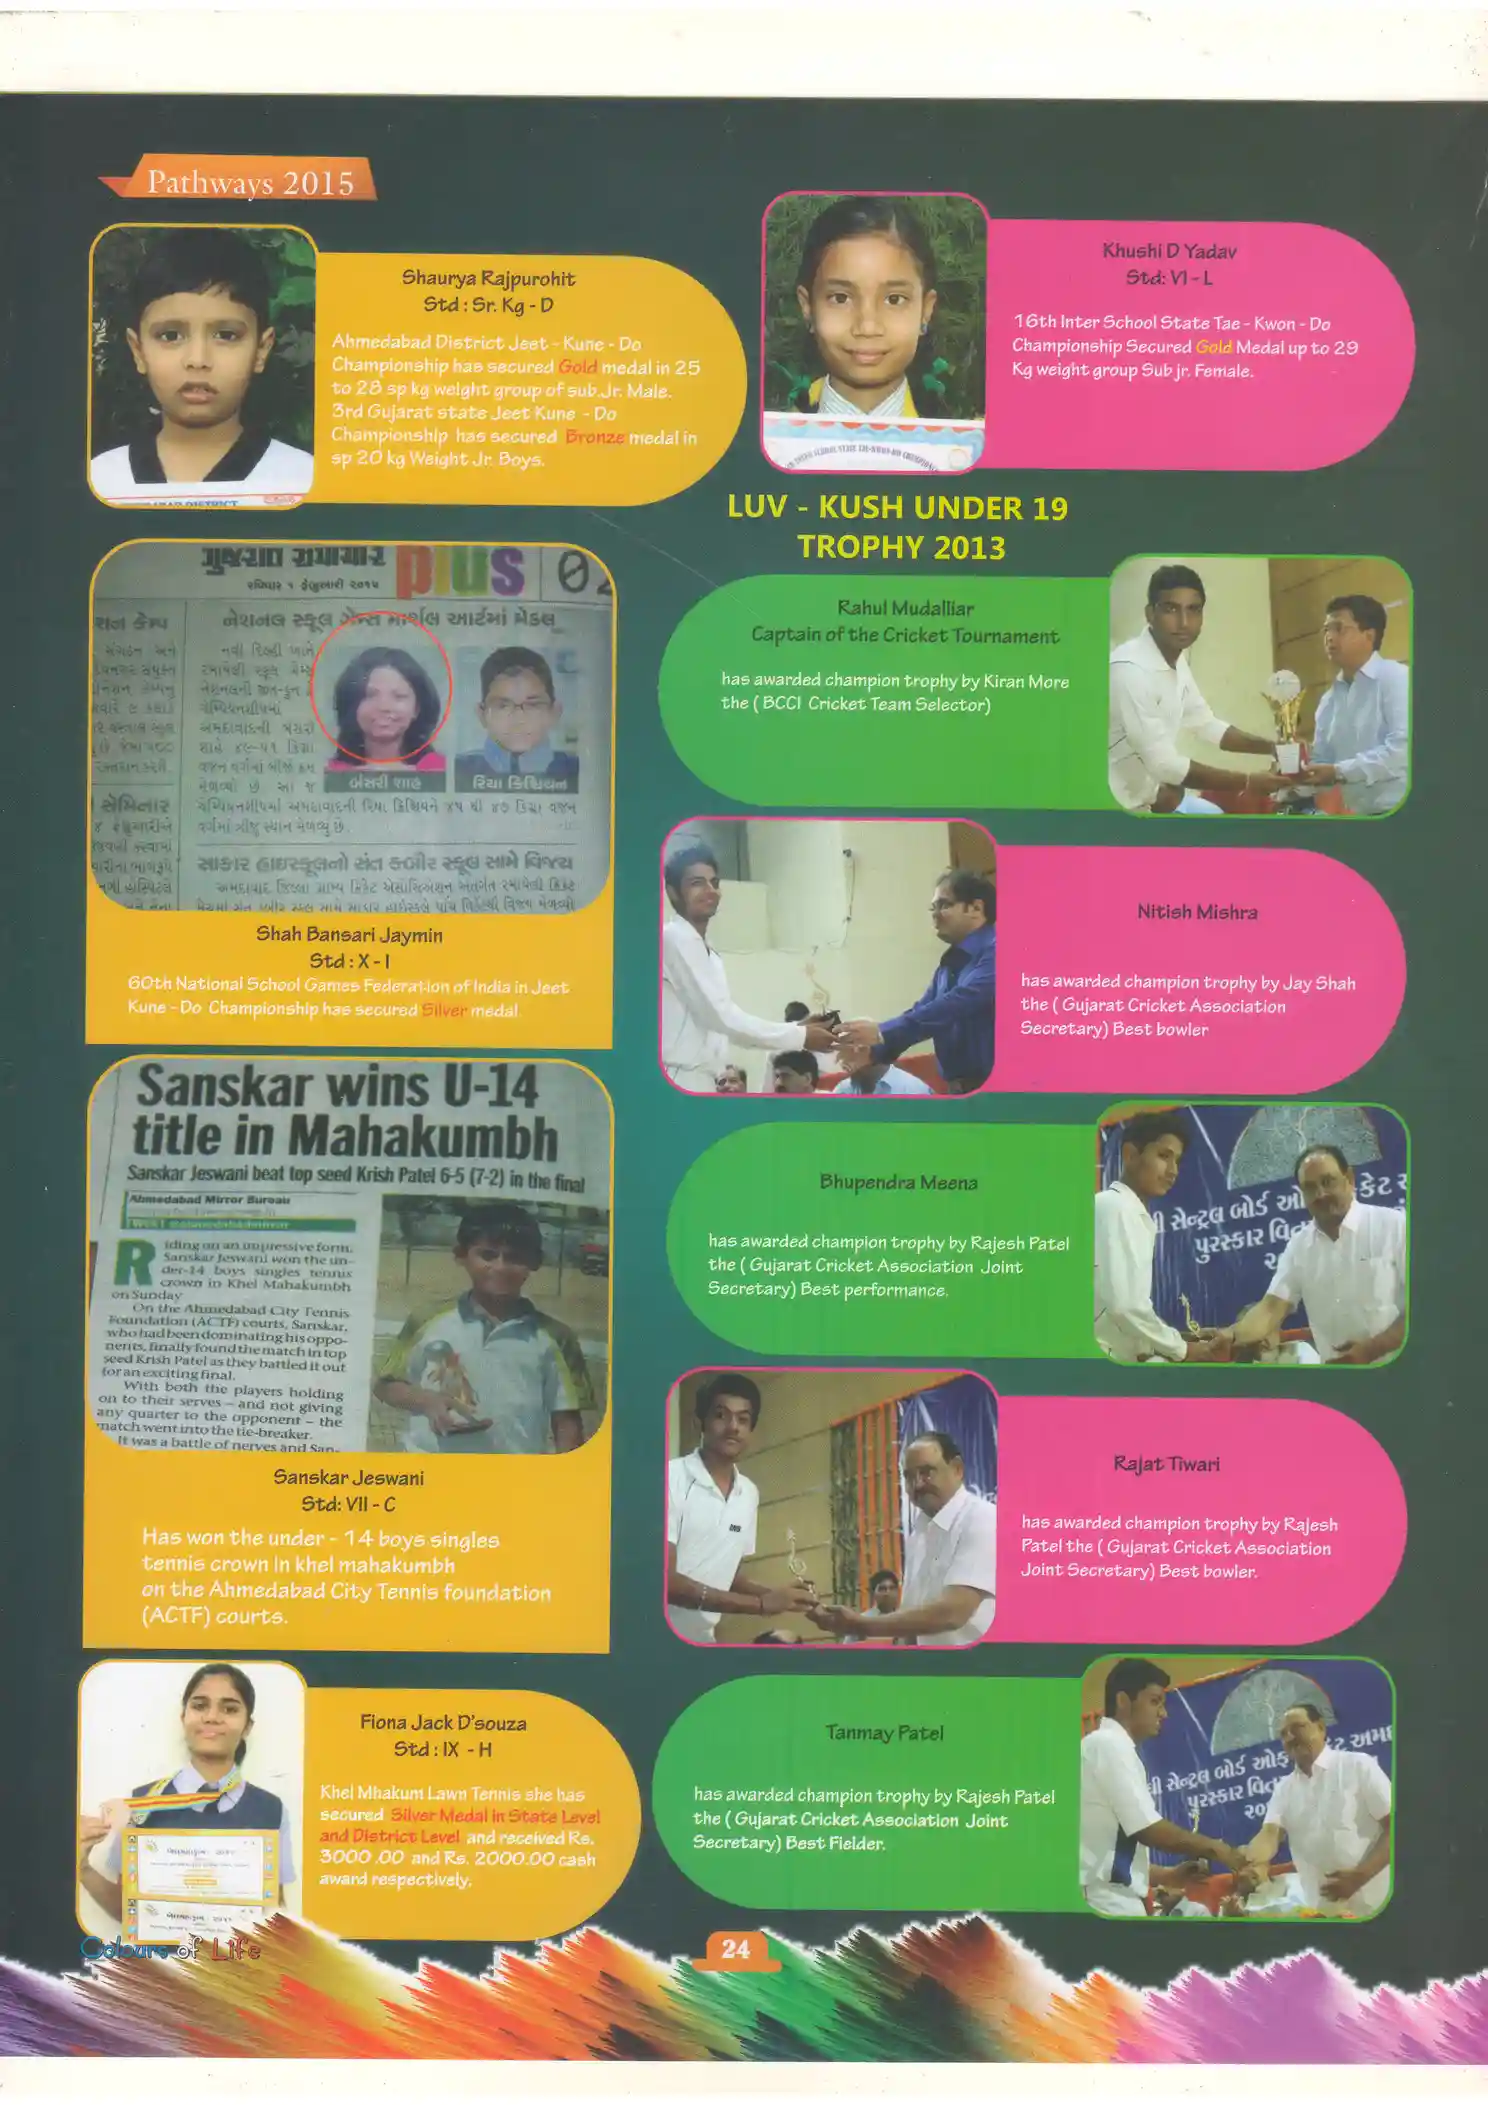 Pathways 2015
Shaurya Rajpurohit
Std : Sr. Kg - D
Ahmedabad District Jeet - Kune - Do
Championship has secured Gold medal in 25
to 28 sp kg weight group of sub.Jr. Male.
3rd Gujarat state Jeet Kune - Do
Championship has secured Bronze medal in
sp 20 kg Weight Jr. Boys.
Khushi D Yadav
Std: VI - L
16th Inter School State Tae - Kwon - Do
Championship Secured Gold Medal up to 29
Kg weight group Sub jr. Female.
ગુજરાત સમાચાર plus
રવિવાર ૧ ફેબ્રુઆરી ૨૦૧૫
નેશનલ સ્કૂલ ગેમ્સ માર્શલ આર્ટમાં મેડલ
બંસરી શાહ
રિયા ક્રિશ્ચિયન
ચેમ્પિયનશીપમાં અમદાવાદની રિયા ક્રિશ્ચિયને ૪૫ થી ૪૭ કિગ્રા વજન
વર્ગમાં ત્રીજુ સ્થાન મેળવ્યુ છે.
સાકાર હાઇસ્કૂલનો સંત કબીર સ્કૂલ સામે વિજય
Shah Bansari Jaymin
Std : X - I
60th National School Games Federation of India in Jeet
Kune - Do Championship has secured Silver medal.
Sanskar wins U-14
title in Mahakumbh
Sanskar Jeswani beat top seed Krish Patel 6-5 (7-2) in the final
Ahmedabad Mirror Bureau
Riding on an impressive form,
Sanskar Jeswani won the un-
der-14 boys singles tennis
crown in Khel Mahakumbh
on Sunday
On the Ahmedabad City Tennis
Foundation (ACTF) courts, Sanskar,
who had been dominating his oppo-
nents, finally found the match in top
seed Krish Patel as they battled it out
for an exciting final.
With both the players holding
on to their serves – and not giving
any quarter to the opponent – the
match went into the tie-breaker.
It was a battle of nerves and San-
Sanskar Jeswani
Std: VII - C
Has won the under - 14 boys singles
tennis crown in khel mahakumbh
on the Ahmedabad City Tennis foundation
(ACTF) courts.
Fiona Jack D'souza
Std : IX - H
Khel Mhakum Lawn Tennis she has
secured Silver Medal in State Level
and District Level and received Rs.
3000 .00 and Rs. 2000.00 cash
award respectively.
LUV - KUSH UNDER 19
TROPHY 2013
Rahul Mudalliar
Captain of the Cricket Tournament
has awarded champion trophy by Kiran More
the ( BCCI Cricket Team Selector)
Nitish Mishra
has awarded champion trophy by Jay Shah
the ( Gujarat Cricket Association
Secretary) Best bowler
Bhupendra Meena
has awarded champion trophy by Rajesh Patel
the ( Gujarat Cricket Association Joint
Secretary) Best performance.
Rajat Tiwari
has awarded champion trophy by Rajesh
Patel the ( Gujarat Cricket Association
Joint Secretary) Best bowler.
Tanmay Patel
has awarded champion trophy by Rajesh Patel
the ( Gujarat Cricket Association Joint
Secretary) Best Fielder.
Colours of Life
24